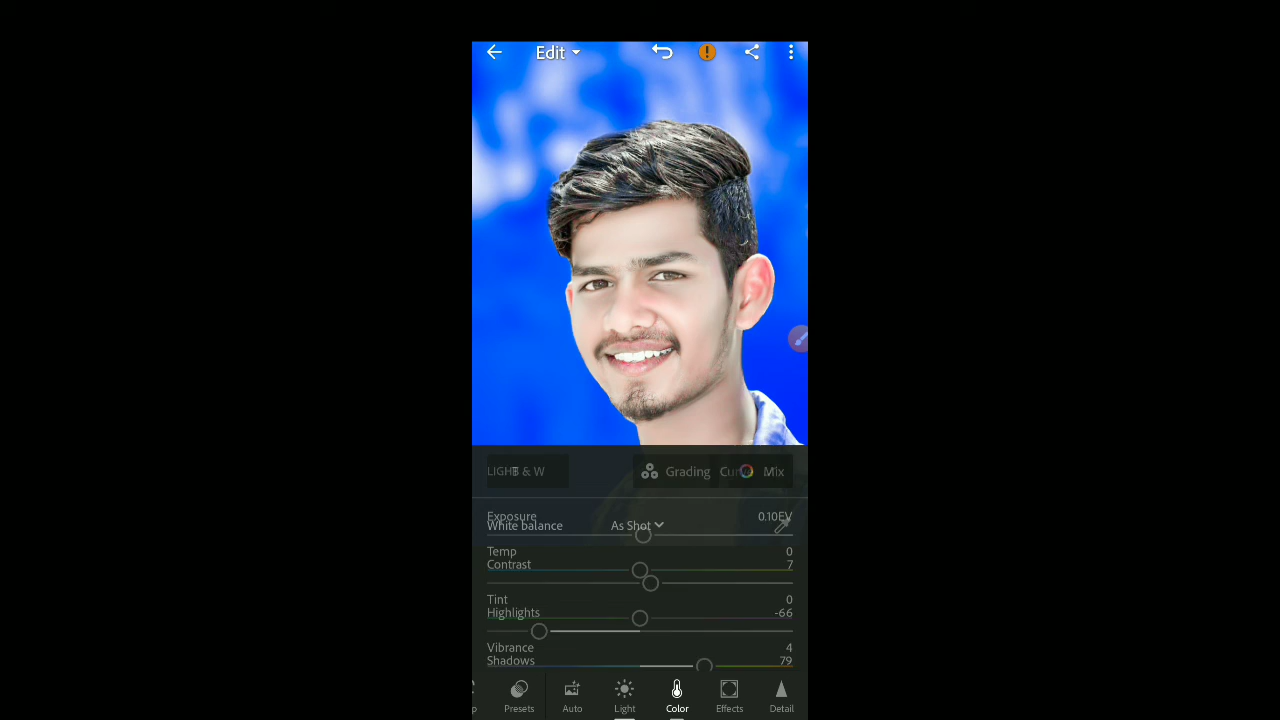 Edit
LIGHT
B & W
Grading
Curve
Mix
Exposure 0.10EV
White balance As Shot
Temp 0
Contrast 7
Tint 0
Highlights -66
Vibrance 4
Shadows 79
Presets Auto Light Color Effects Detail